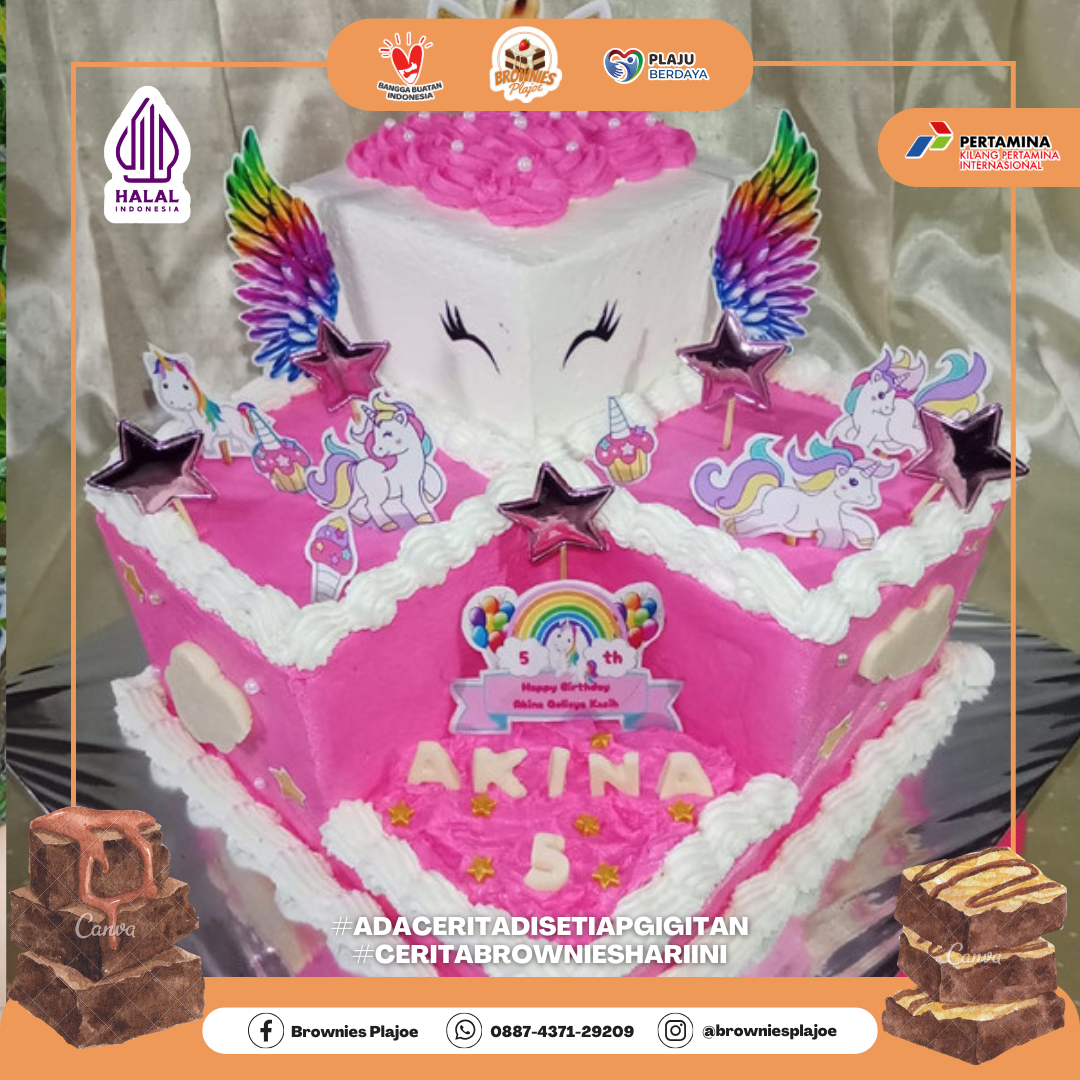 BANGGA BUATAN
INDONESIA
BROWNIES
Plajoe
PLAJU
BERDAYA
HALAL
INDONESIA
PERTAMINA
KILANG PERTAMINA
INTERNASIONAL
5 th
Happy Birthday
Akina Qelisya Kasih
AKINA
5
#ADACERITADISETIAPGIGITAN
#CERITABROWNIESHARIINI
Canva
Canva
Brownies Plajoe
0887-4371-29209
@browniesplajoe